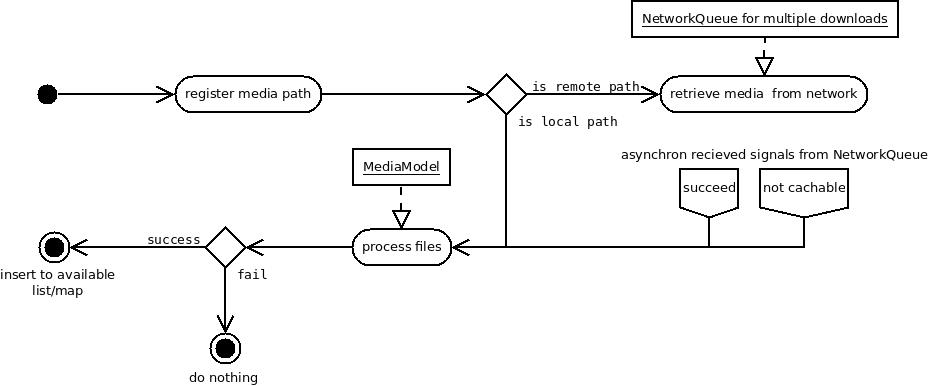 NetworkQueue for multiple downloads
register media path
is remote path
retrieve media  from network
is local path
asynchron recieved signals from NetworkQueue
MediaModel
succeed
not cachable
success
process files
insert to available
list/map
fail
do nothing